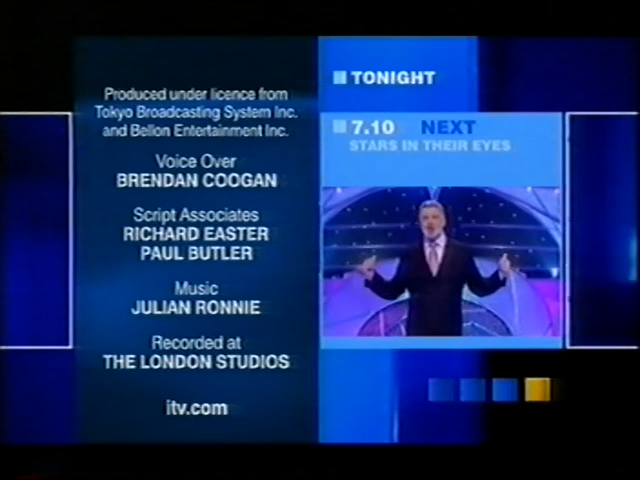 Produced under licence from
Tokyo Broadcasting System Inc.
and Bellon Entertainment Inc.
Voice Over
BRENDAN COOGAN
Script Associates
RICHARD EASTER
PAUL BUTLER
Music
JULIAN RONNIE
Recorded at
THE LONDON STUDIOS
itv.com
TONIGHT
7.10 NEXT
STARS IN THEIR EYES